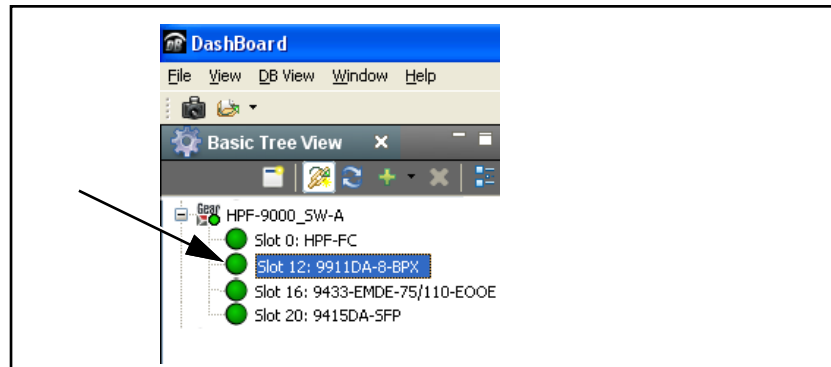 DashBoard
File View DB View Window Help
Basic Tree View
Gear HPF-9000_SW-A
Slot 0: HPF-FC
Slot 12: 9911DA-8-BPX
Slot 16: 9433-EMDE-75/110-EOOE
Slot 20: 9415DA-SFP